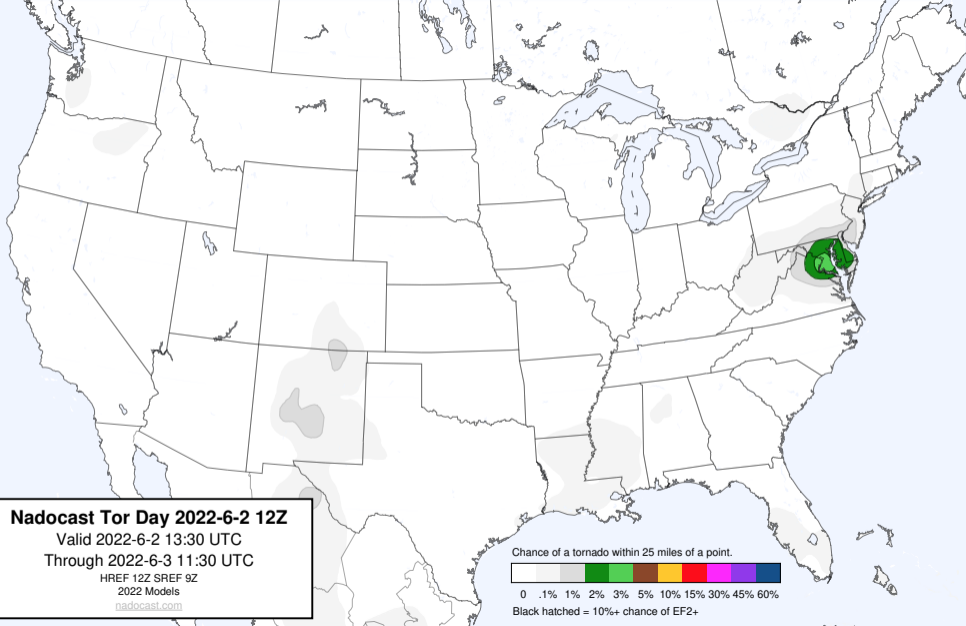 Nadocast Tor Day 2022-6-2 12Z
Valid 2022-6-2 13:30 UTC
Through 2022-6-3 11:30 UTC
HREF 12Z SREF 9Z
2022 Models
nadocast.com
Chance of a tornado within 25 miles of a point.
0 .1% 1% 2% 3% 5% 10% 15% 30% 45% 60%
Black hatched = 10%+ chance of EF2+